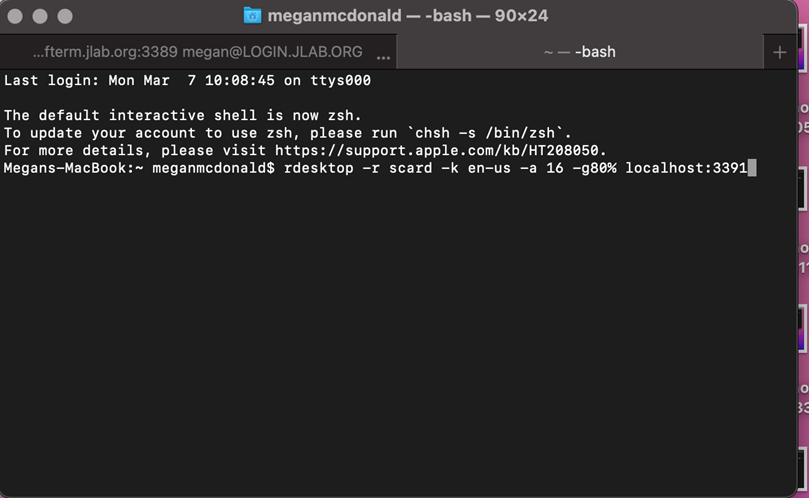 meganmcdonald — -bash — 90×24
...fterm.jlab.org:3389 megan@LOGIN.JLAB.ORG ...
~ — -bash
Last login: Mon Mar  7 10:08:45 on ttys000
The default interactive shell is now zsh.
To update your account to use zsh, please run `chsh -s /bin/zsh`.
For more details, please visit https://support.apple.com/kb/HT208050.
Megans-MacBook:~ meganmcdonald$ rdesktop -r scard -k en-us -a 16 -g80% localhost:3391